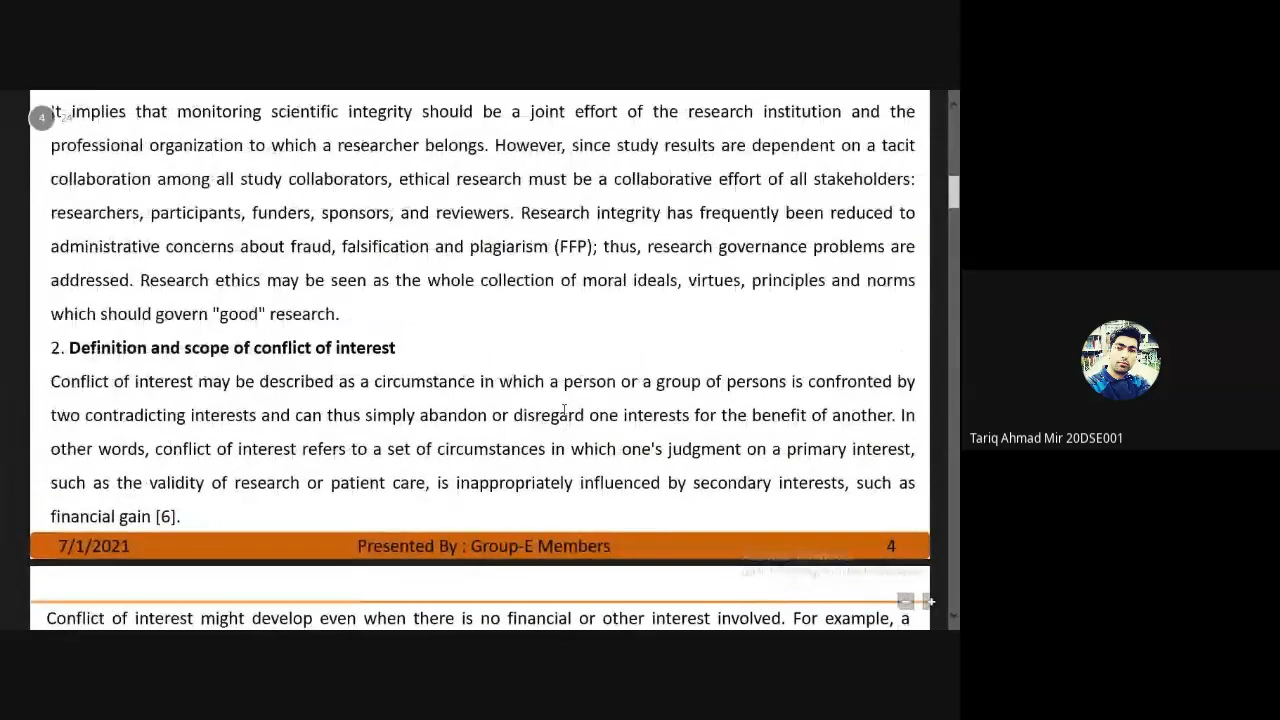 It implies that monitoring scientific integrity should be a joint effort of the research institution and the
4 24
professional organization to which a researcher belongs. However, since study results are dependent on a tacit
collaboration among all study collaborators, ethical research must be a collaborative effort of all stakeholders:
researchers, participants, funders, sponsors, and reviewers. Research integrity has frequently been reduced to
administrative concerns about fraud, falsification and plagiarism (FFP); thus, research governance problems are
addressed. Research ethics may be seen as the whole collection of moral ideals, virtues, principles and norms
which should govern "good" research.
2. Definition and scope of conflict of interest
Conflict of interest may be described as a circumstance in which a person or a group of persons is confronted by
two contradicting interests and can thus simply abandon or disregard one interests for the benefit of another. In
other words, conflict of interest refers to a set of circumstances in which one's judgment on a primary interest,
such as the validity of research or patient care, is inappropriately influenced by secondary interests, such as
financial gain [6].
7/1/2021 Presented By ; Group-E Members 4
Conflict of interest might develop even when there is no financial or other interest involved. For example, a
Tariq Ahmad Mir 20DSE001